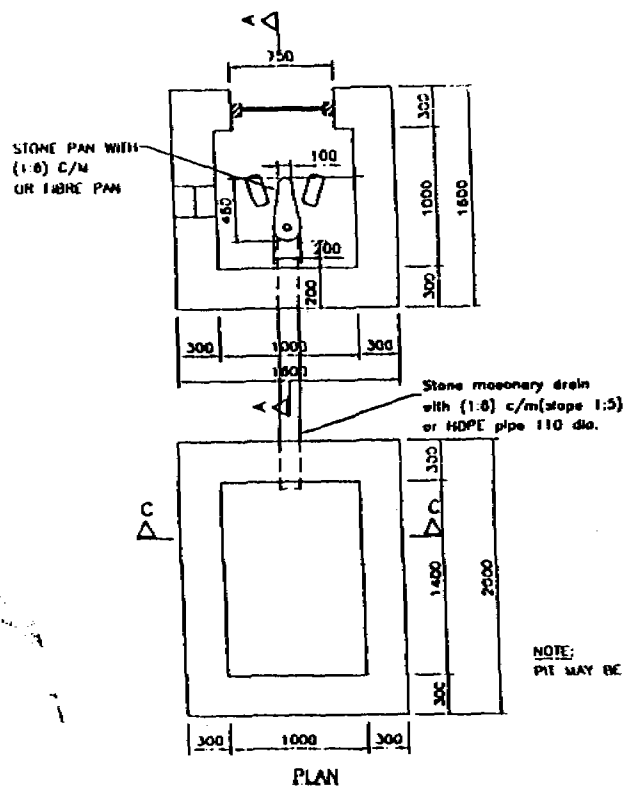 A
750
STONE PAN WITH
(1:6) C/M
OR FIBRE PAN
100
460
200
200
300
1000
300
1600
300
1000
300
1600
A
Stone masonary drain
with (1:6) c/m(slope 1:5)
or HDPE pipe 110 dia.
C
C
300
1400
300
2000
NOTE:
PIT MAY BE
300
1000
300
PLAN